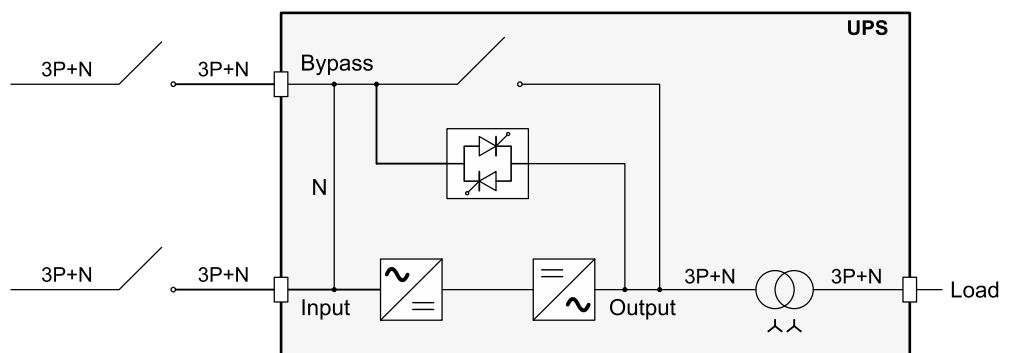 UPS
3P+N
3P+N
Bypass
N
3P+N
3P+N
Input
Output
3P+N
3P+N
Load